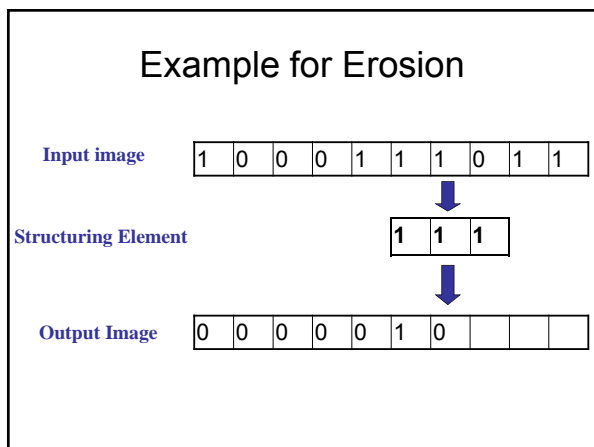 Example for Erosion
Input image 1 0 0 0 1 1 1 0 1 1
Structuring Element 1 1 1
Output Image 0 0 0 0 0 1 0